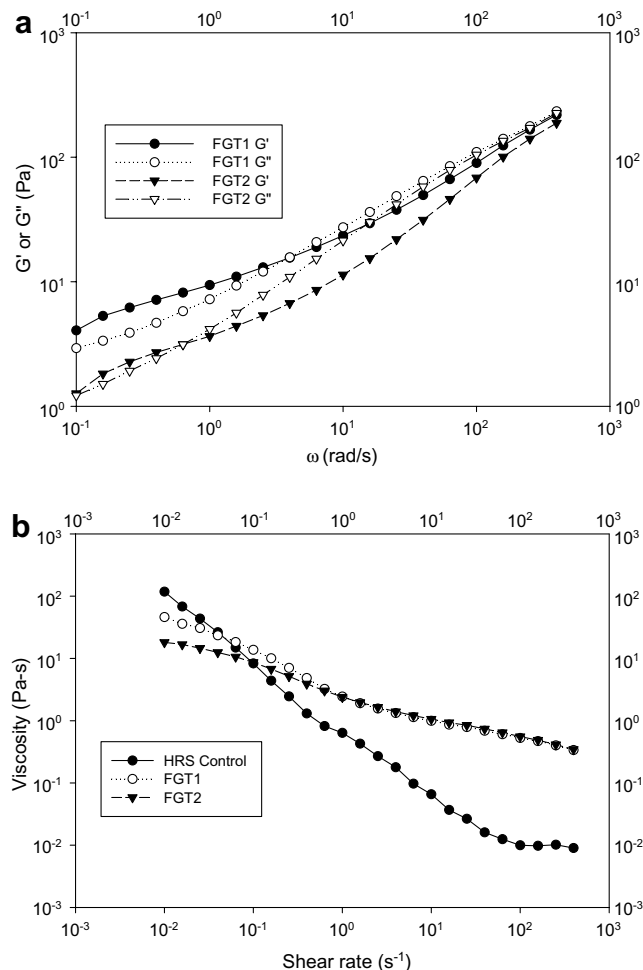 a
10⁻¹ 10⁰ 10¹ 10² 10³
10³ 10³
FGT1 G'
FGT1 G"
FGT2 G'
FGT2 G"
10² 10²
G' or G" (Pa)
10¹ 10¹
10⁰ 10⁰
10⁻¹ 10⁰ 10¹ 10² 10³
ω (rad/s)
b
10⁻³ 10⁻² 10⁻¹ 10⁰ 10¹ 10² 10³
10³ 10³
10² 10²
10¹ 10¹
Viscosity (Pa-s)
10⁰ 10⁰
HRS Control
FGT1
FGT2
10⁻¹ 10⁻¹
10⁻² 10⁻²
10⁻³ 10⁻³
10⁻³ 10⁻² 10⁻¹ 10⁰ 10¹ 10² 10³
Shear rate (s⁻¹)